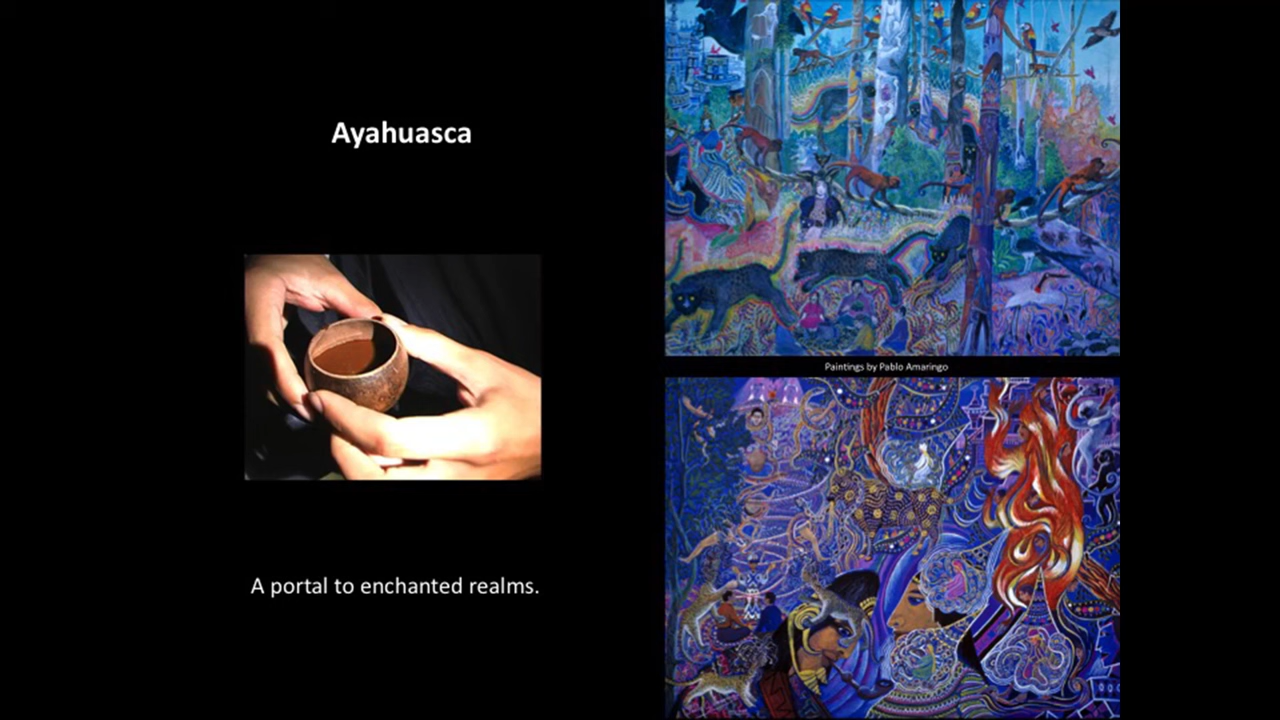 Ayahuasca
A portal to enchanted realms.
Paintings by Pablo Amaringo